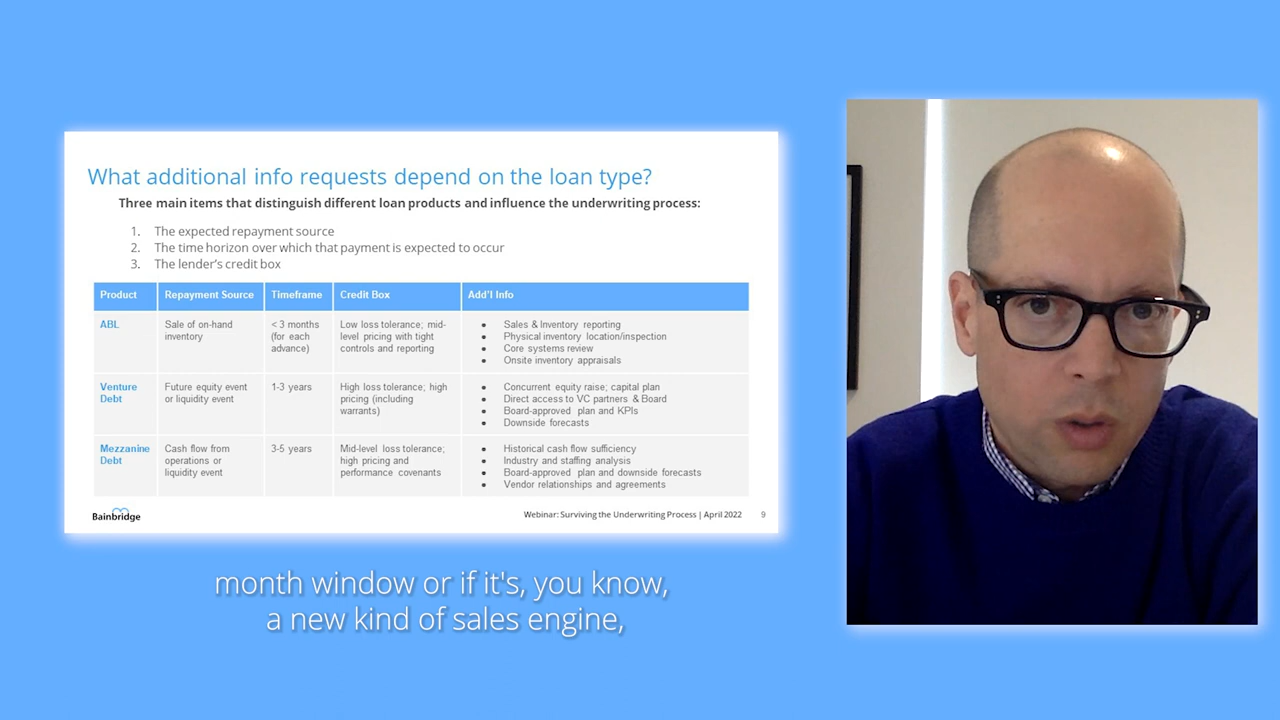 What additional info requests depend on the loan type?
Three main items that distinguish different loan products and influence the underwriting process:
1. The expected repayment source
2. The time horizon over which that payment is expected to occur
3. The lender's credit box
Product Repayment Source Timeframe Credit Box Add'l Info
ABL
Sale of on-hand
inventory
< 3 months
(for each
advance)
Low loss tolerance; mid-
level pricing with tight
controls and reporting
● Sales & Inventory reporting
● Physical inventory location/inspection
● Core systems review
● Onsite inventory appraisals
Venture
Debt
Future equity event
or liquidity event
1-3 years
High loss tolerance; high
pricing (including
warrants)
● Concurrent equity raise; capital plan
● Direct access to VC partners & Board
● Board-approved plan and KPIs
● Downside forecasts
Mezzanine
Debt
Cash flow from
operations or
liquidity event
3-5 years
Mid-level loss tolerance;
high pricing and
performance covenants
● Historical cash flow sufficiency
● Industry and staffing analysis
● Board-approved plan and downside forecasts
● Vendor relationships and agreements
Bainbridge
Webinar: Surviving the Underwriting Process | April 2022 9
month window or if it's, you know,
a new kind of sales engine,